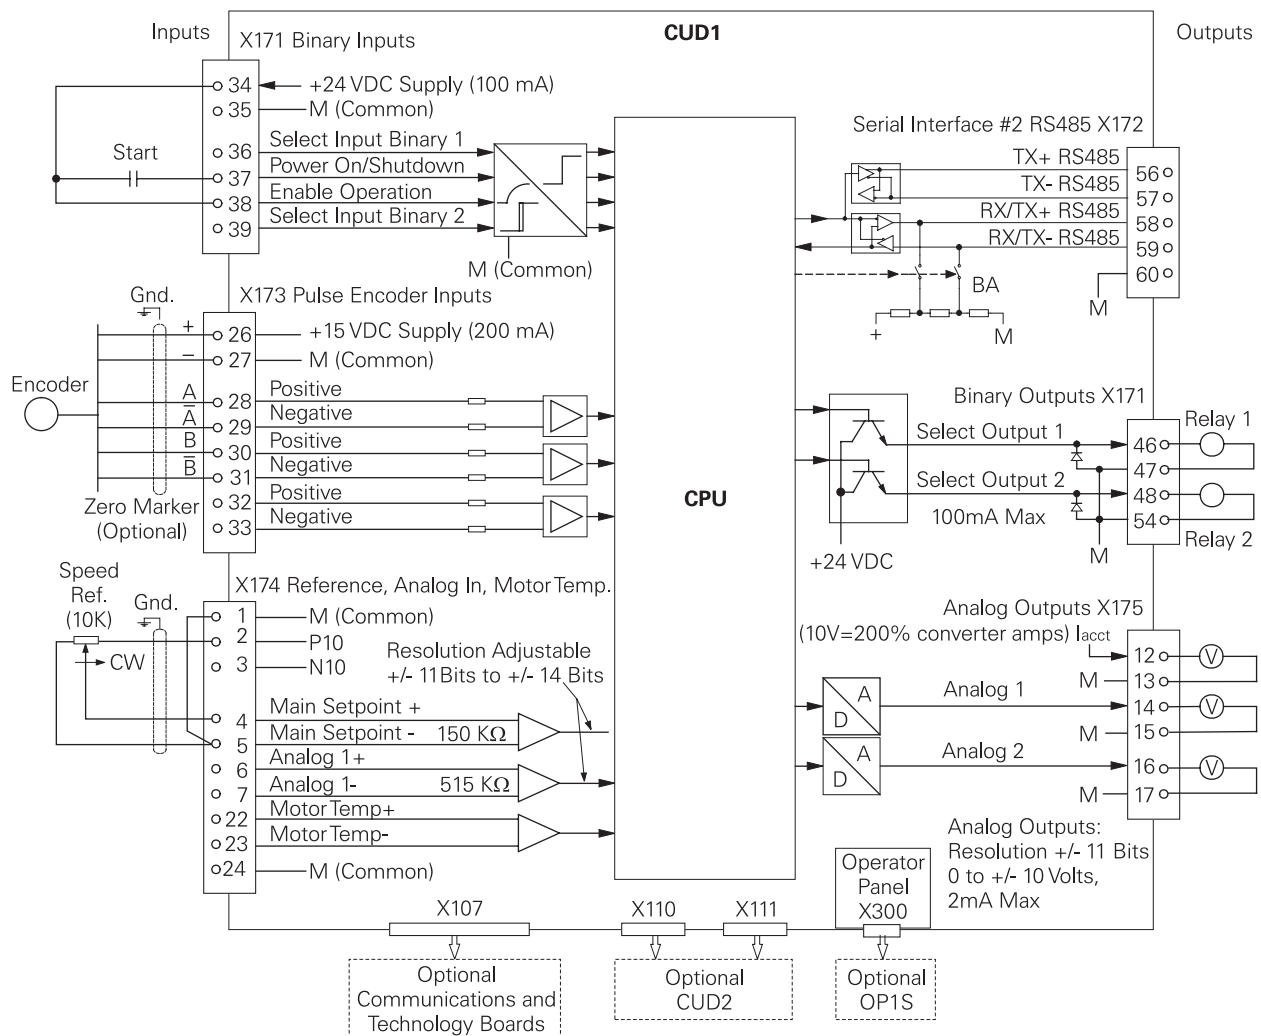 Inputs
CUD1
Outputs
X171 Binary Inputs
34
+24 VDC Supply (100 mA)
35
M (Common)
36
Select Input Binary 1
Start
37
Power On/Shutdown
38
Enable Operation
39
Select Input Binary 2
M (Common)
X173 Pulse Encoder Inputs
Gnd.
+
26
+15 VDC Supply (200 mA)
−
27
M (Common)
Encoder
A
28
Positive
A̅
29
Negative
B
30
Positive
B̅
31
Negative
32
Positive
33
Negative
Zero Marker
(Optional)
X174 Reference, Analog In, Motor Temp.
Speed
Ref.
(10K)
Gnd.
CW
1
M (Common)
2
P10
3
N10
Resolution Adjustable
+/- 11 Bits to +/- 14 Bits
4
Main Setpoint +
5
Main Setpoint - 150 KΩ
6
Analog 1+
7
Analog 1- 515 KΩ
22
Motor Temp+
23
Motor Temp-
24
M (Common)
CPU
Serial Interface #2 RS485 X172
TX+ RS485
56
TX- RS485
57
RX/TX+ RS485
58
RX/TX- RS485
59
60
M
BA
+
M
Binary Outputs X171
Select Output 1
46
Relay 1
47
Select Output 2
48
100mA Max
54
+24 VDC
M
Relay 2
Analog Outputs X175
(10V=200% converter amps) Iacct
12
V
M
13
A
D
Analog 1
14
V
M
15
A
D
Analog 2
16
V
M
17
Analog Outputs:
Resolution +/- 11 Bits
0 to +/- 10 Volts,
2mA Max
Operator
Panel
X300
X107
X110
X111
Optional
Communications and
Technology Boards
Optional
CUD2
Optional
OP1S